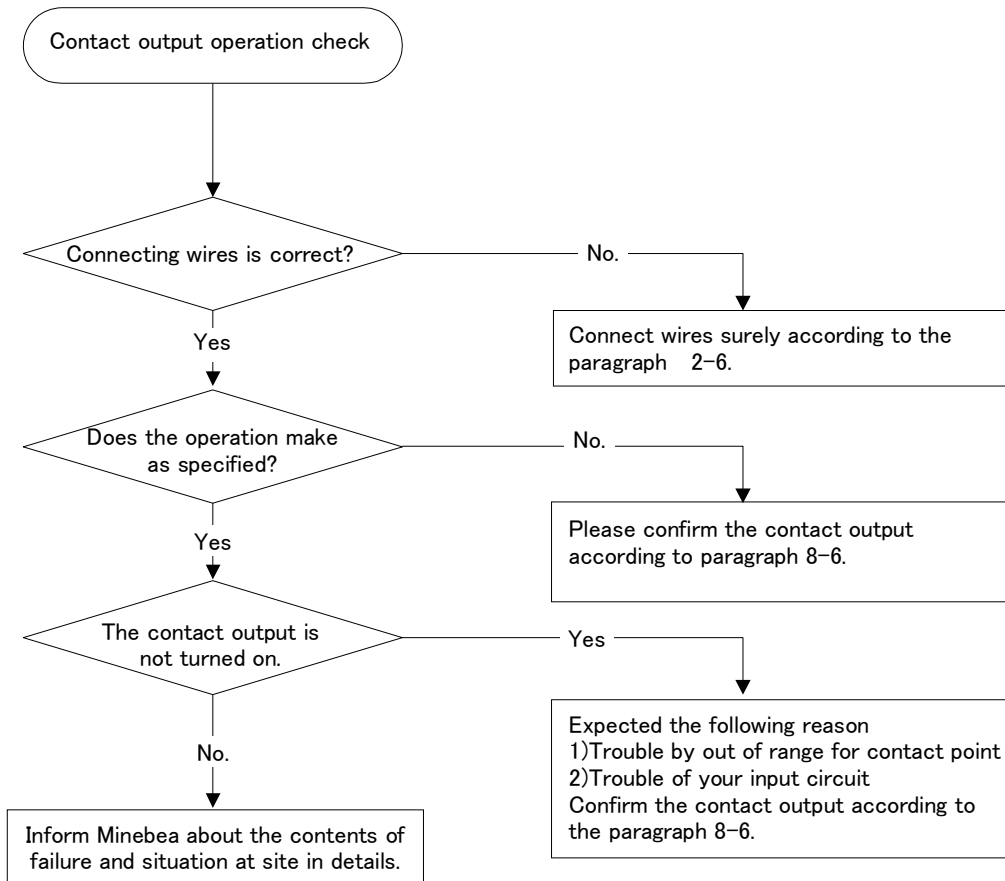 Contact output operation check
Connecting wires is correct?
No.
Connect wires surely according to the
paragraph 2-6.
Yes
Does the operation make
as specified?
No.
Please confirm the contact output
according to paragraph 8-6.
Yes
The contact output is
not turned on.
Yes
Expected the following reason
1)Trouble by out of range for contact point
2)Trouble of your input circuit
Confirm the contact output according to
the paragraph 8-6.
No.
Inform Minebea about the contents of
failure and situation at site in details.